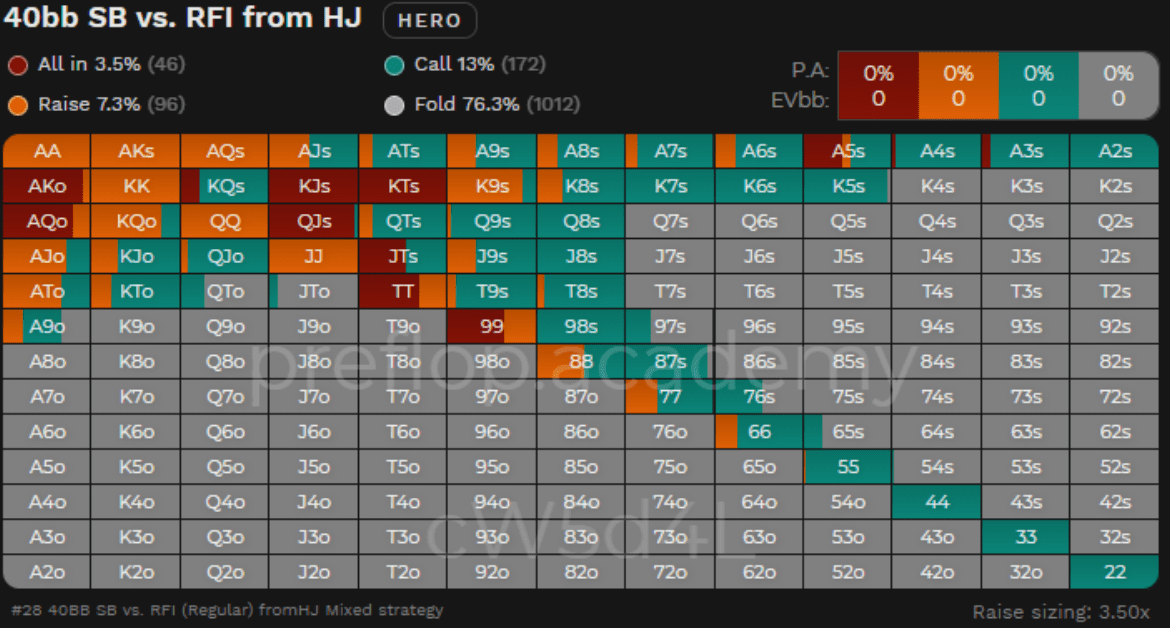 40bb SB vs. RFI from HJ HERO
All in 3.5% (46) Call 13% (172)
Raise 7.3% (96) Fold 76.3% (1012)
P.A: 0% 0% 0% 0%
EVbb: 0 0 0 0
AA AKs AQs AJs ATs A9s A8s A7s A6s A5s A4s A3s A2s
AKo KK KQs KJs KTs K9s K8s K7s K6s K5s K4s K3s K2s
AQo KQo QQ QJs QTs Q9s Q8s Q7s Q6s Q5s Q4s Q3s Q2s
AJo KJo QJo JJ JTs J9s J8s J7s J6s J5s J4s J3s J2s
ATo KTo QTo JTo TT T9s T8s T7s T6s T5s T4s T3s T2s
A9o K9o Q9o J9o T9o 99 98s 97s 96s 95s 94s 93s 92s
A8o K8o Q8o J8o T8o 98o 88 87s 86s 85s 84s 83s 82s
preflop.academy
A7o K7o Q7o J7o T7o 97o 87o 77 76s 75s 74s 73s 72s
A6o K6o Q6o J6o T6o 96o 86o 76o 66 65s 64s 63s 62s
A5o K5o Q5o J5o T5o 95o 85o 75o 65o 55 54s 53s 52s
A4o K4o Q4o J4o T4o 94o 84o 74o 64o 54o 44 43s 42s
cW5d4L
A3o K3o Q3o J3o T3o 93o 83o 73o 63o 53o 43o 33 32s
A2o K2o Q2o J2o T2o 92o 82o 72o 62o 52o 42o 32o 22
#28 40BB SB vs. RFI (Regular) fromHJ Mixed strategy
Raise sizing: 3.50x